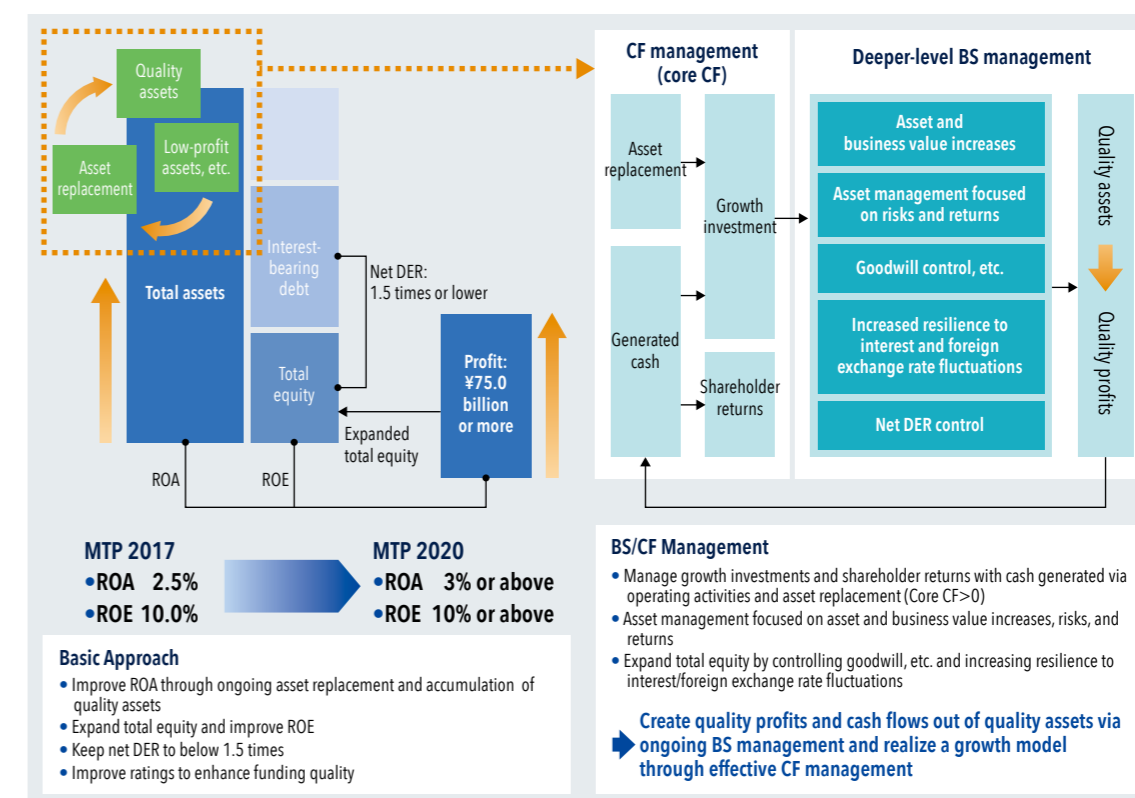 Quality
assets
Asset
replacement
Low-profit
assets, etc.
Total assets
Interest-
bearing
debt
Total
equity
Net DER:
1.5 times or lower
Profit:
¥75.0
billion
or more
Expanded
total equity
ROA
ROE
CF management
(core CF)
Asset
replacement
Generated
cash
Growth
investment
Shareholder
returns
Deeper-level BS management
Asset and
business value increases
Asset management focused
on risks and returns
Goodwill control, etc.
Increased resilience to
interest and foreign
exchange rate fluctuations
Net DER control
Quality assets
Quality profits
MTP 2017
•ROA 2.5%
•ROE 10.0%
MTP 2020
•ROA 3% or above
•ROE 10% or above
Basic Approach
• Improve ROA through ongoing asset replacement and accumulation of
quality assets
• Expand total equity and improve ROE
• Keep net DER to below 1.5 times
• Improve ratings to enhance funding quality
BS/CF Management
• Manage growth investments and shareholder returns with cash generated via
operating activities and asset replacement (Core CF>0)
• Asset management focused on asset and business value increases, risks, and
returns
• Expand total equity by controlling goodwill, etc. and increasing resilience to
interest/foreign exchange rate fluctuations
Create quality profits and cash flows out of quality assets via
ongoing BS management and realize a growth model
through effective CF management